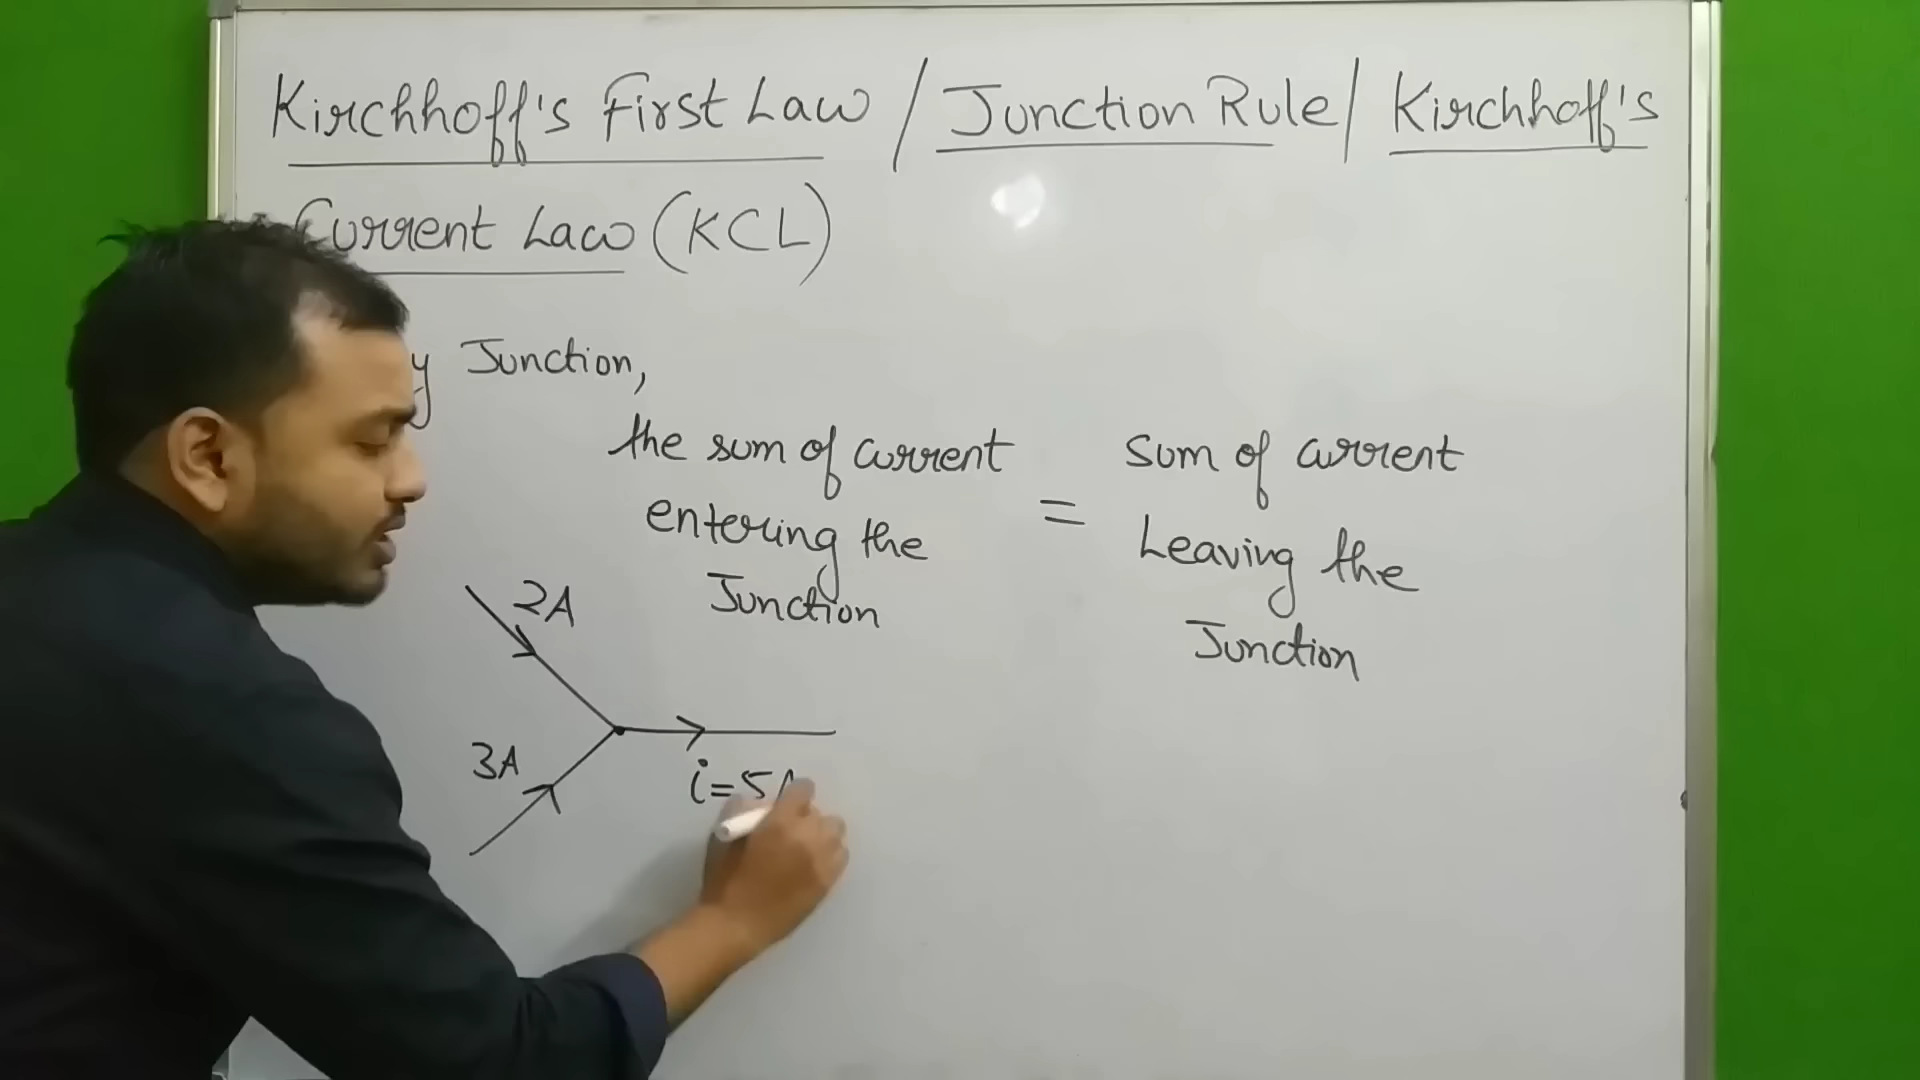 Kirchhoff's First Law / Junction Rule / Kirchhoff's
Current Law (KCL)
Junction,
the sum of current
entering the
Junction
=
sum of current
Leaving the
Junction
2A
3A
i=5A